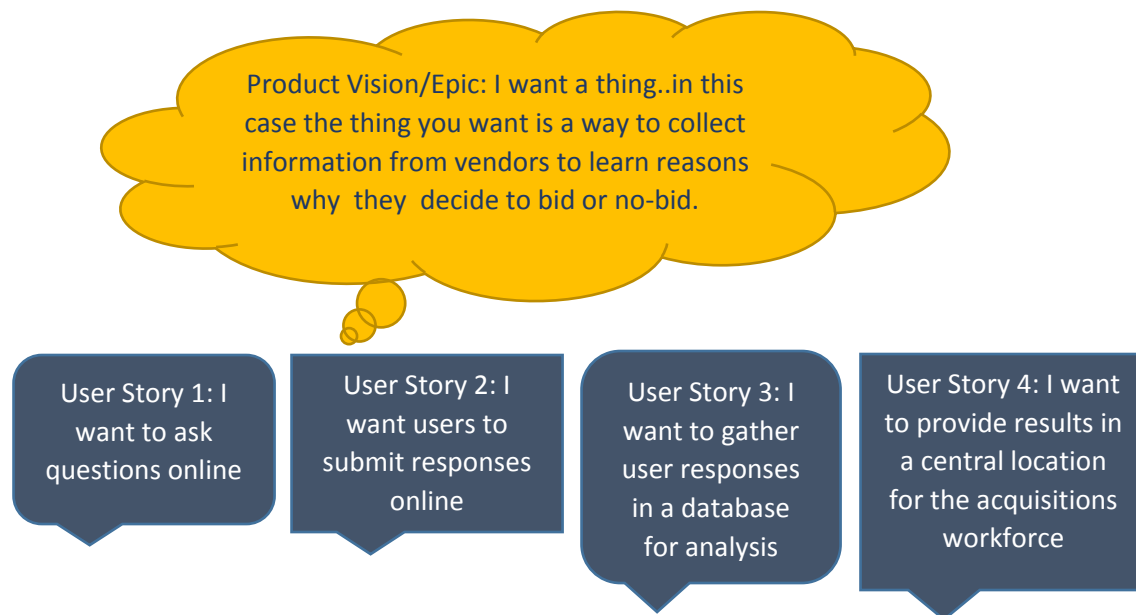 Product Vision/Epic: I want a thing..in this
case the thing you want is a way to collect
information from vendors to learn reasons
why they decide to bid or no-bid.
User Story 1: I
want to ask
questions online
User Story 2: I
want users to
submit responses
online
User Story 3: I
want to gather
user responses
in a database
for analysis
User Story 4: I want
to provide results in
a central location
for the acquisitions
workforce